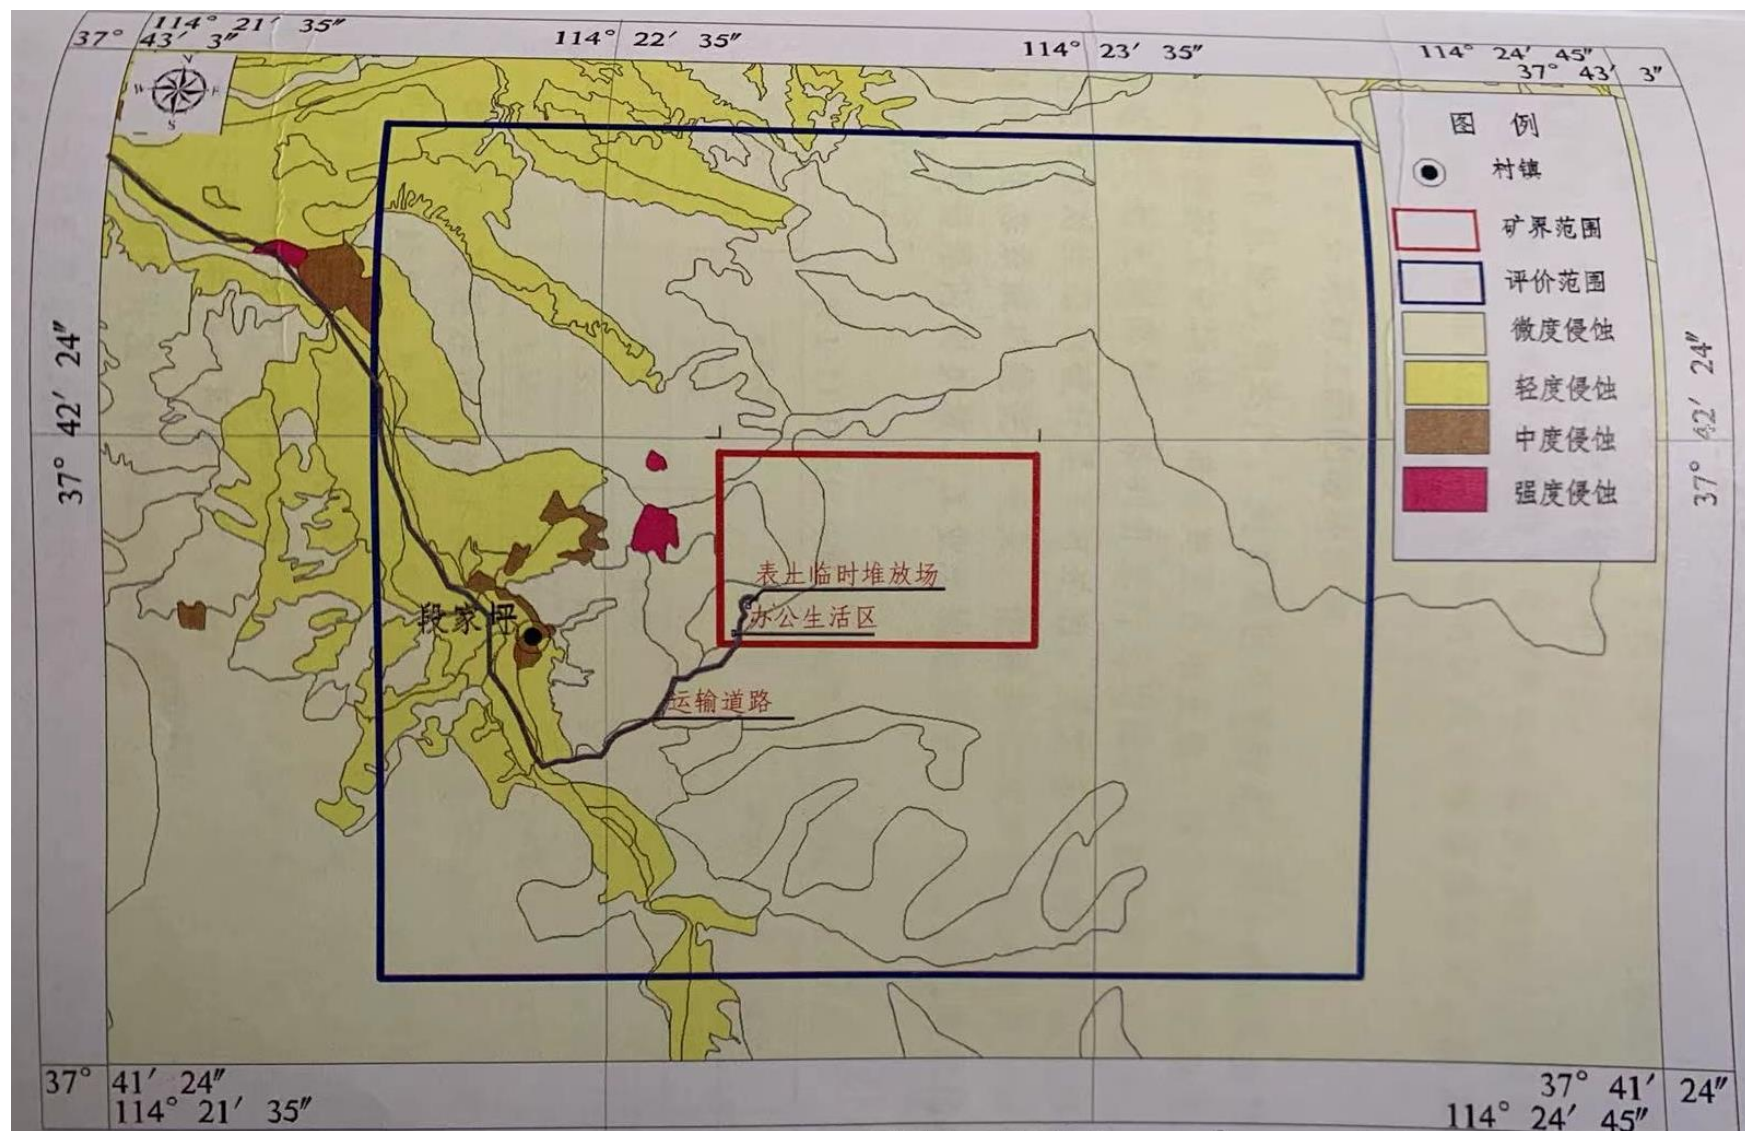 114° 21′ 35″
37° 43′ 3″
114° 22′ 35″
114° 23′ 35″
114° 24′ 45″
37° 43′ 3″
W
E
S
图 例
村镇
矿界范围
评价范围
微度侵蚀
轻度侵蚀
中度侵蚀
强度侵蚀
37° 42′ 24″
37° 42′ 24″
表土临时堆放场
办公生活区
段家坪
运输道路
37° 41′ 24″
114° 21′ 35″
37° 41′ 24″
114° 24′ 45″